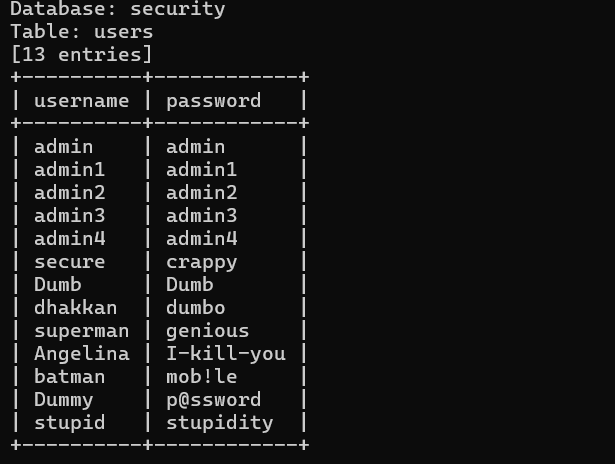 Database: security
Table: users
[13 entries]
+----------+------------+
| username | password   |
+----------+------------+
| admin    | admin      |
| admin1   | admin1     |
| admin2   | admin2     |
| admin3   | admin3     |
| admin4   | admin4     |
| secure   | crappy     |
| Dumb     | Dumb       |
| dhakkan  | dumbo      |
| superman | genious    |
| Angelina | I-kill-you |
| batman   | mob!le     |
| Dummy    | p@ssword   |
| stupid   | stupidity  |
+----------+------------+